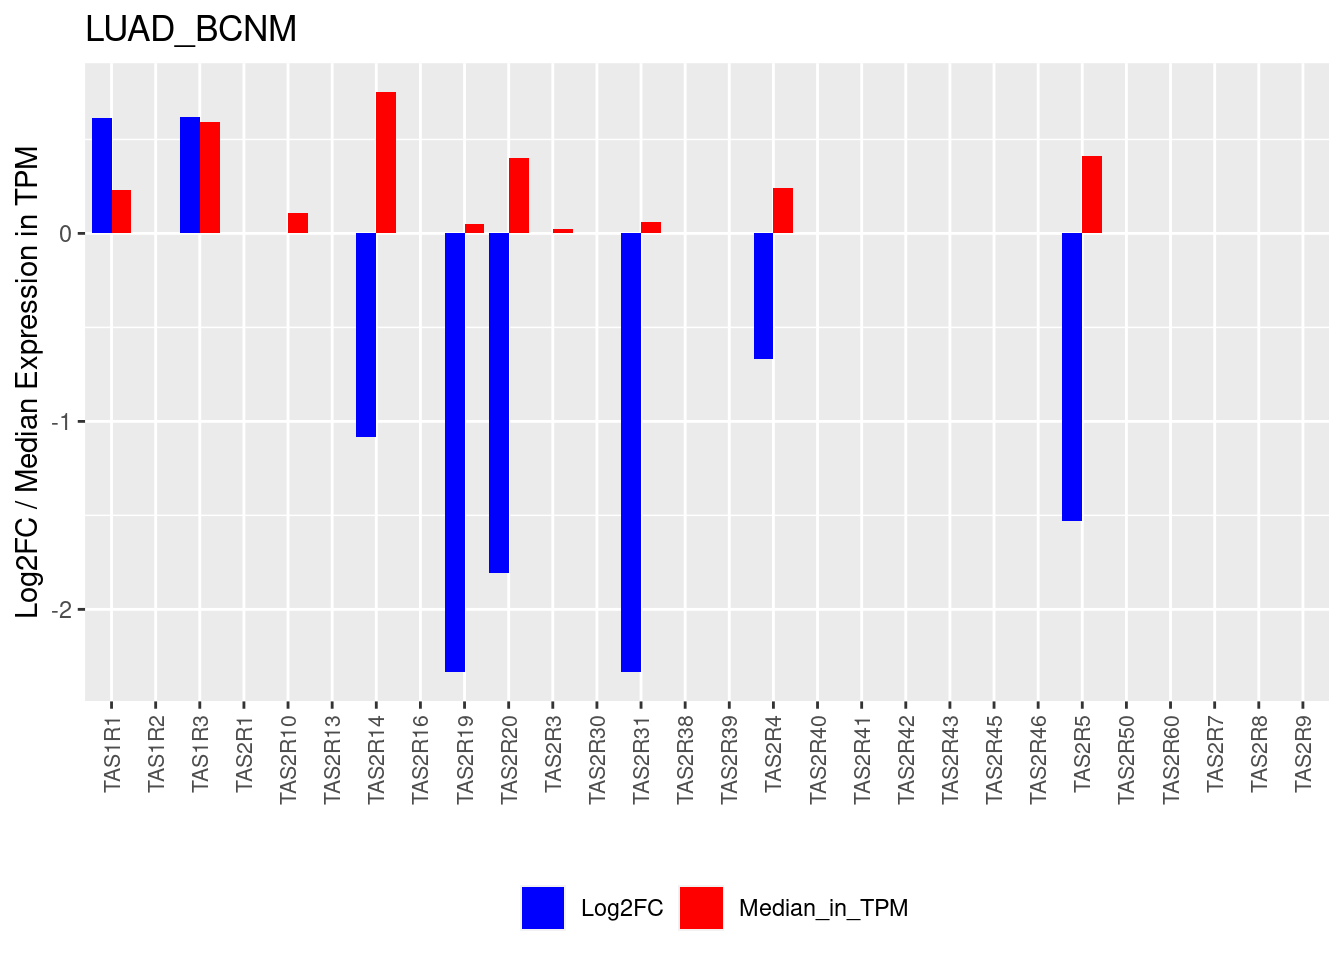 LUAD_BCNM
Log2FC / Median Expression in TPM
0
-1
-2
TAS1R1
TAS1R2
TAS1R3
TAS2R1
TAS2R10
TAS2R13
TAS2R14
TAS2R16
TAS2R19
TAS2R20
TAS2R3
TAS2R30
TAS2R31
TAS2R38
TAS2R39
TAS2R4
TAS2R40
TAS2R41
TAS2R42
TAS2R43
TAS2R45
TAS2R46
TAS2R5
TAS2R50
TAS2R60
TAS2R7
TAS2R8
TAS2R9
Log2FC
Median_in_TPM